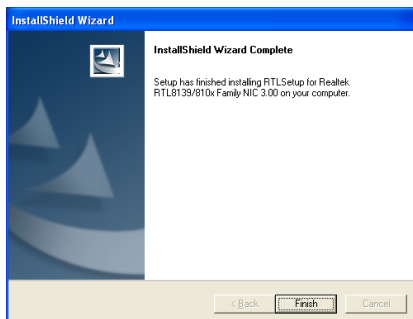 InstallShield Wizard
InstallShield Wizard Complete
Setup has finished installing RTLSetup for Realtek
RTL8139/810x Family NIC 3.00 on your computer.
< Back
Finish
Cancel